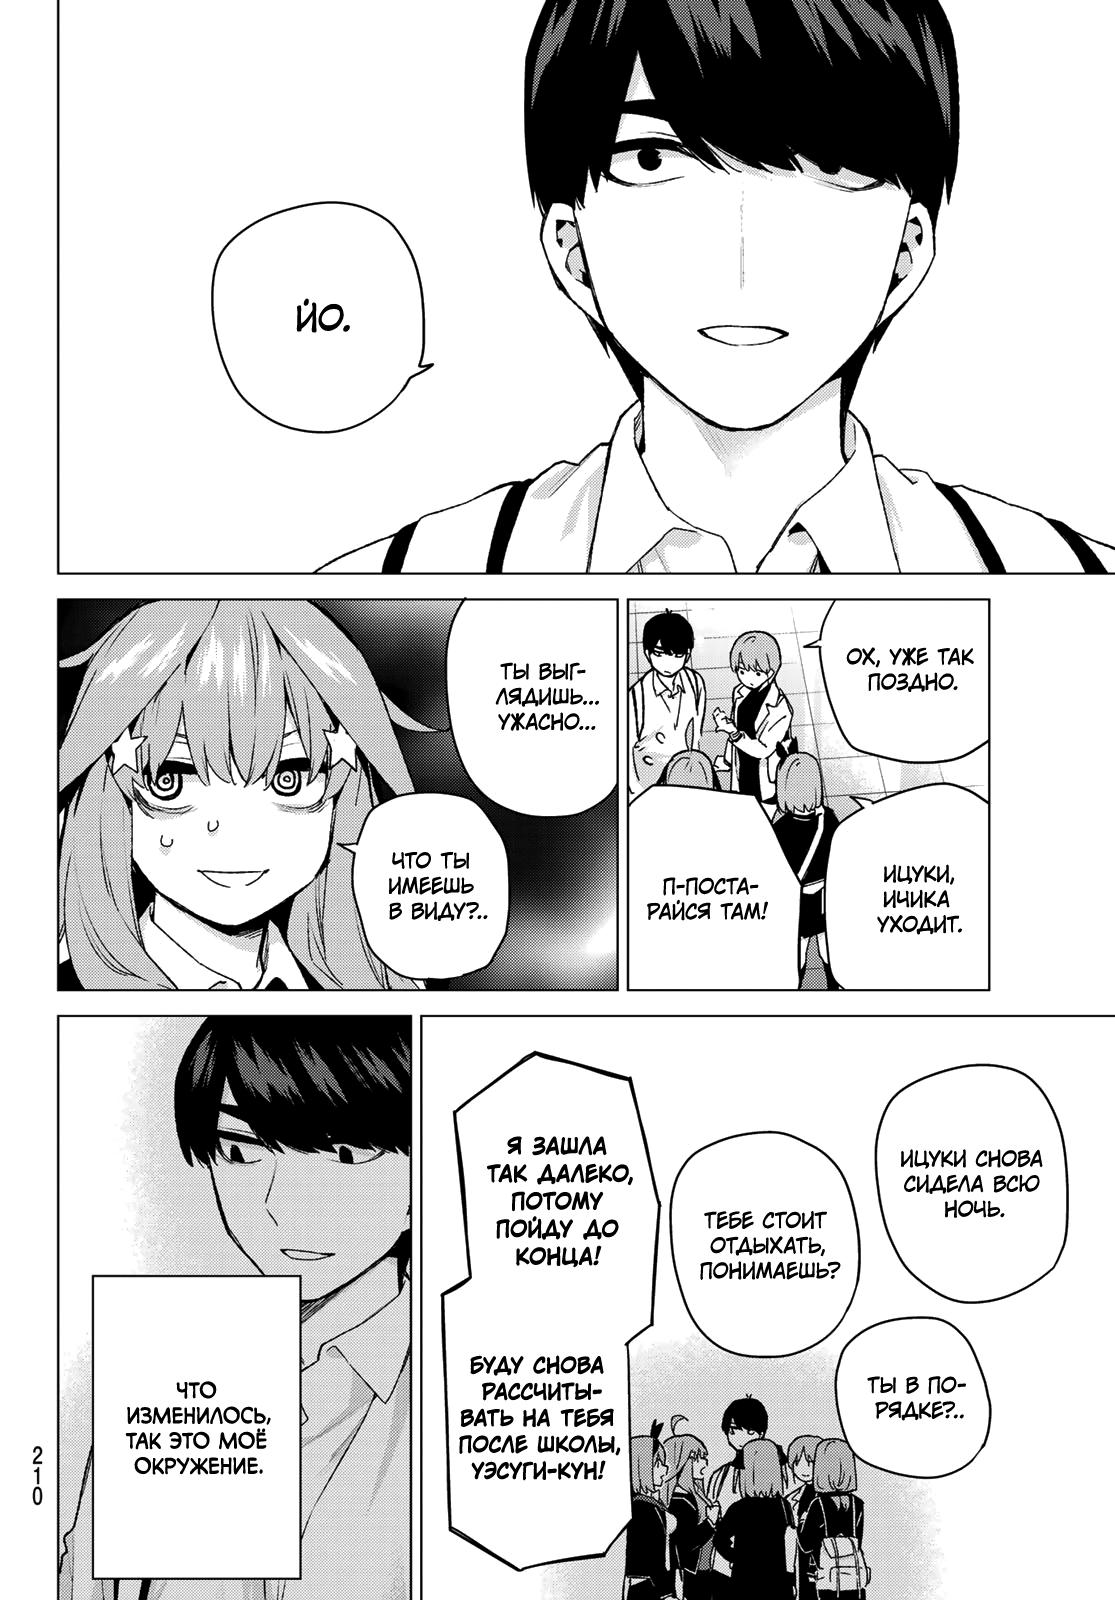 ЙО.
ОХ, УЖЕ ТАК
ПОЗДНО.
ИЦУКИ,
ИЧИКА
УХОДИТ.
П-ПОСТА-
РАЙСЯ ТАМ!
ТЫ ВЫГ-
ЛЯДИШЬ...
УЖАСНО...
ЧТО ТЫ
ИМЕЕШЬ
В ВИДУ?..
ИЦУКИ СНОВА
СИДЕЛА ВСЮ
НОЧЬ.
ТЫ В ПО-
РЯДКЕ?..
ТЕБЕ СТОИТ
ОТДЫХАТЬ,
ПОНИМАЕШЬ?
Я ЗАШЛА
ТАК ДАЛЕКО,
ПОТОМУ
ПОЙДУ ДО
КОНЦА!
БУДУ СНОВА
РАССЧИТЫ-
ВАТЬ НА ТЕБЯ
ПОСЛЕ ШКОЛЫ,
УЭСУГИ-КУН!
ЧТО
ИЗМЕНИЛОСЬ,
ТАК ЭТО МОЁ
ОКРУЖЕНИЕ.
210